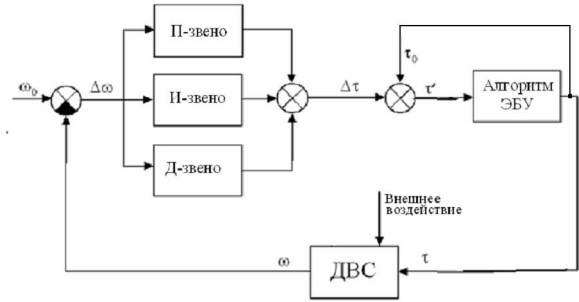 П-звено
τ₀
ω₀
Δω
И-звено
Δτ
τ'
Алгоритм
ЭБУ
Д-звено
Внешнее
воздействие
ω
ДВС
τ